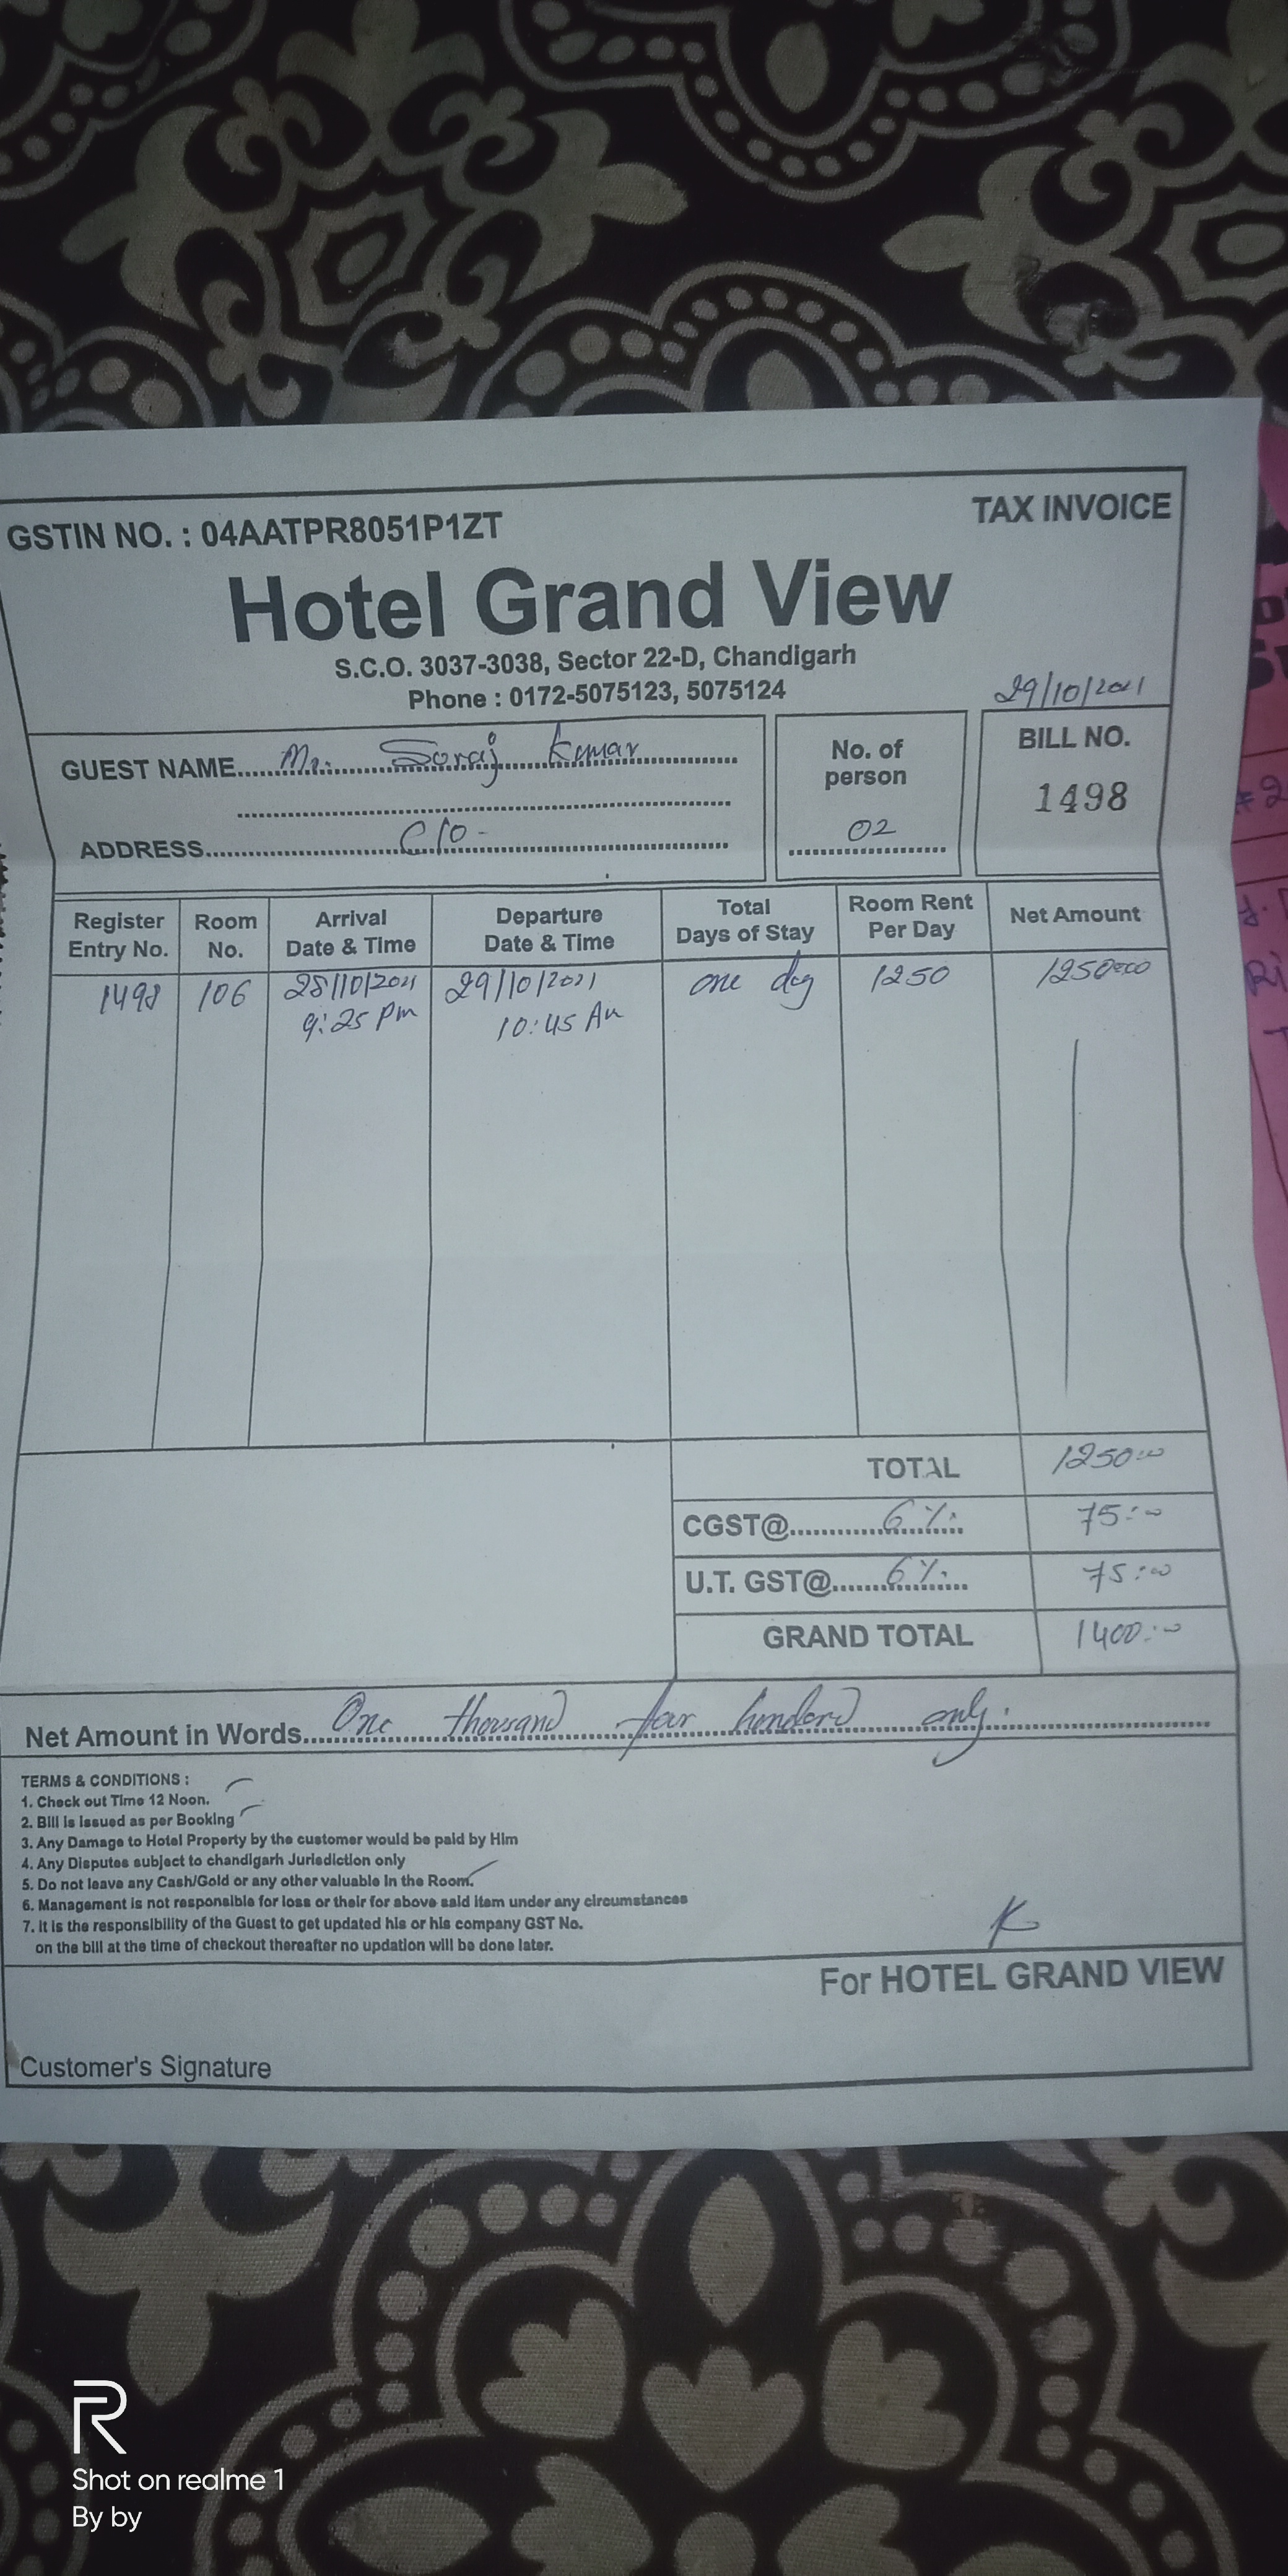 GSTIN NO. : 04AATPR8051P1ZT
TAX INVOICE
Hotel Grand View
S.C.O. 3037-3038, Sector 22-D, Chandigarh
Phone : 0172-5075123, 5075124
29/10/2021
GUEST NAME Mr. Soraj Kumar
ADDRESS C/o -
No. of person
02
BILL NO.
1498
Register Entry No. Room No. Arrival Date & Time Departure Date & Time Total Days of Stay Room Rent Per Day Net Amount
1498 106 28/10/2021 29/10/2021 one day 1250 1250=00
9:25 Pm 10:45 Am
TOTAL 1250=00
CGST@ 6% 75:00
U.T. GST@ 6% 75:00
GRAND TOTAL 1400:00
Net Amount in Words One thousand four hundred only.
TERMS & CONDITIONS :
1. Check out Time 12 Noon.
2. Bill is Issued as per Booking
3. Any Damage to Hotel Property by the customer would be paid by Him
4. Any Disputes subject to chandigarh Jurisdiction only
5. Do not leave any Cash/Gold or any other valuable in the Room.
6. Management is not responsible for loss or their for above said item under any circumstances
7. It is the responsibility of the Guest to get updated his or his company GST No.
on the bill at the time of checkout thereafter no updation will be done later.
For HOTEL GRAND VIEW
Customer's Signature
R
Shot on realme 1
By by